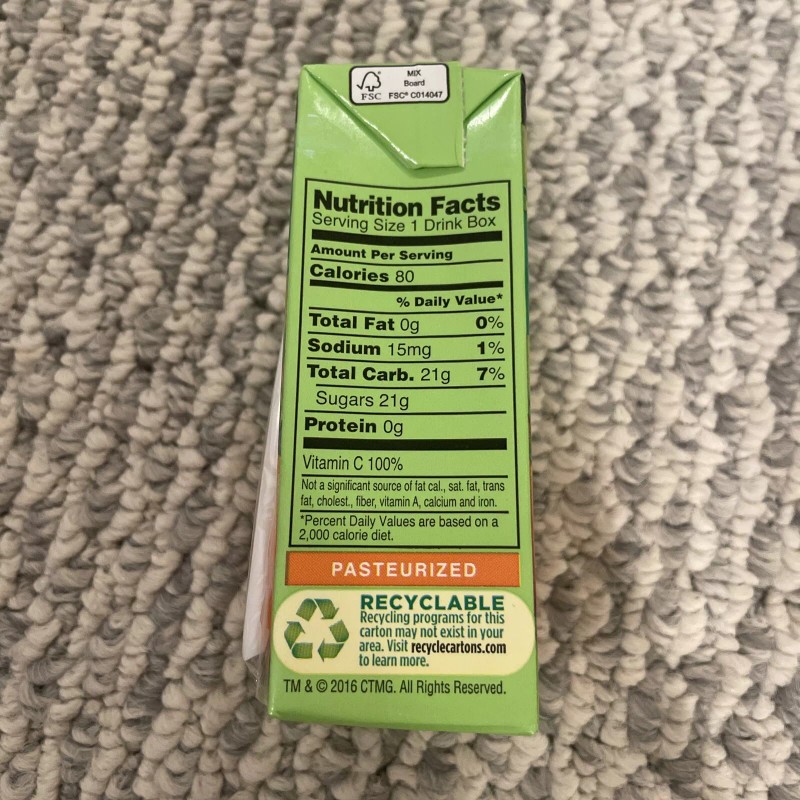 MIX
Board
FSC® C014047
FSC
Nutrition Facts
Serving Size 1 Drink Box
Amount Per Serving
Calories 80
% Daily Value*
Total Fat 0g 0%
Sodium 15mg 1%
Total Carb. 21g 7%
Sugars 21g
Protein 0g
Vitamin C 100%
Not a significant source of fat cal., sat. fat, trans
fat, cholest., fiber, vitamin A, calcium and iron.
*Percent Daily Values are based on a
2,000 calorie diet.
PASTEURIZED
RECYCLABLE
Recycling programs for this
carton may not exist in your
area. Visit recyclecartons.com
to learn more.
TM & © 2016 CTMG. All Rights Reserved.